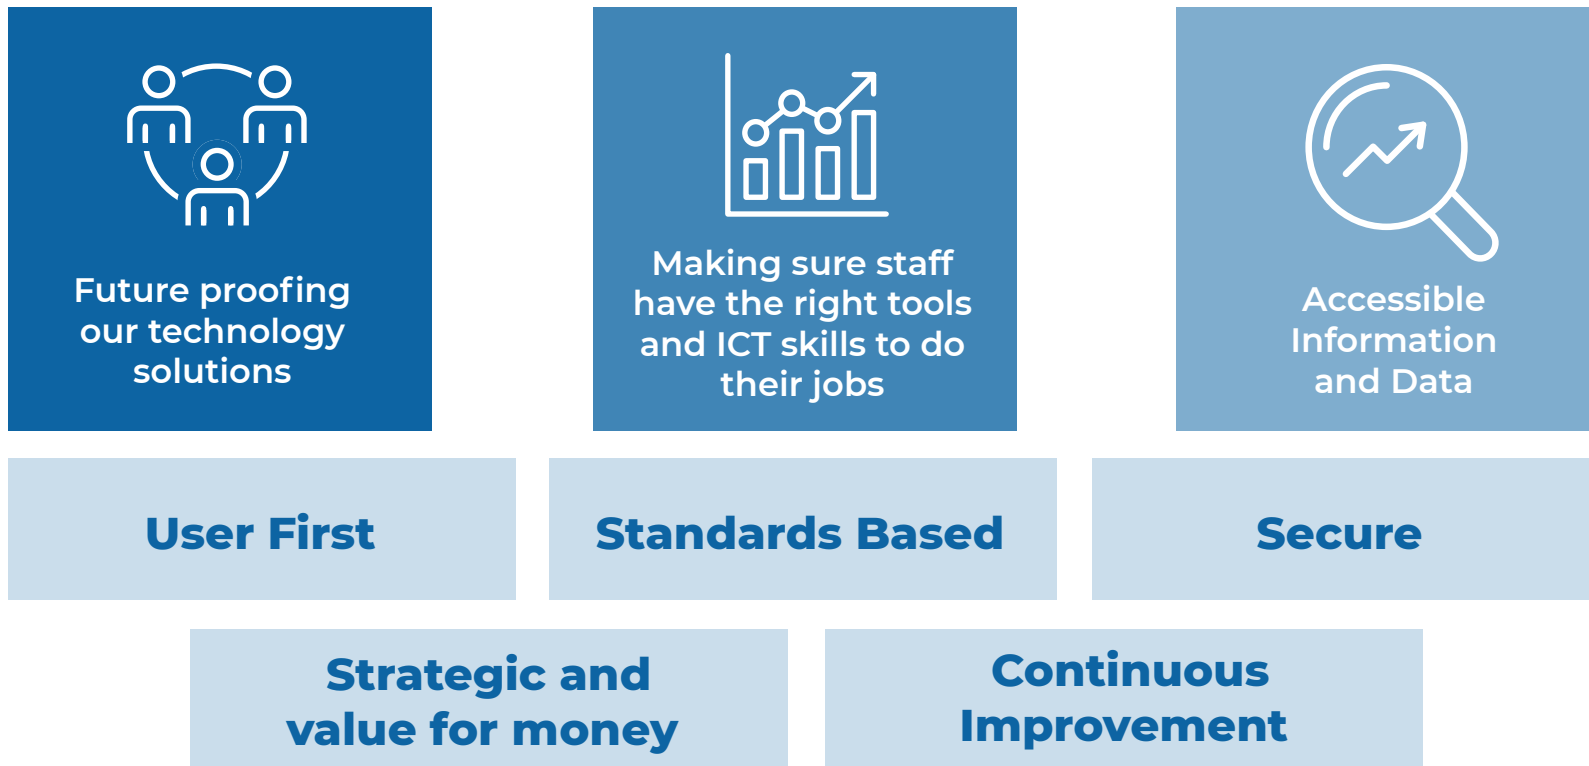 Future proofing
our technology
solutions
Making sure staff
have the right tools
and ICT skills to do
their jobs
Accessible
Information
and Data
User First
Standards Based
Secure
Strategic and
value for money
Continuous
Improvement